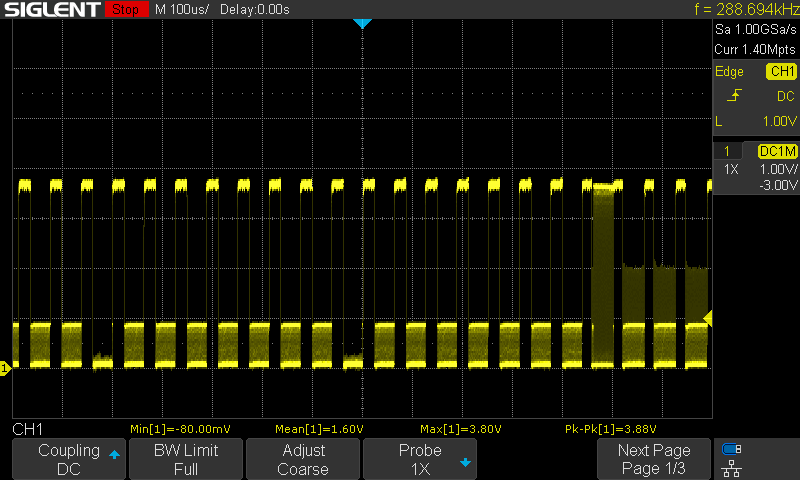 SIGLENT Stop M 100us/ Delay:0.00s f = 288.694kHz
Sa 1.00GSa/s
Curr 1.40Mpts
Edge CH1
DC
L 1.00V
1 DC1M
1X 1.00V/
-3.00V
1
CH1 Min[1]=-80.00mV Mean[1]=1.60V Max[1]=3.80V Pk-Pk[1]=3.88V
Coupling BW Limit Adjust Probe Next Page
DC Full Coarse 1X Page 1/3